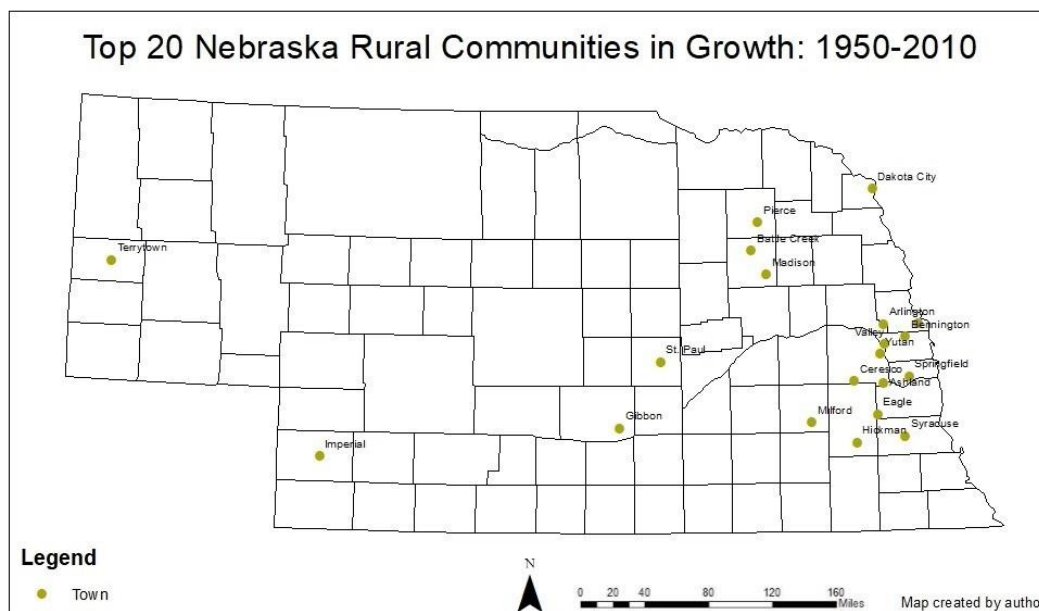 Top 20 Nebraska Rural Communities in Growth: 1950-2010
Dakota City
Pierce
Battle Creek
Terrytown
Madison
Arlington
Bennington
Valley
Yutan
St. Paul
Springfield
Ceresco
Ashland
Eagle
Gibbon
Milford
Syracuse
Hickman
Imperial
Legend
Town
N
0 20 40 80 120 160
Miles
Map created by autho